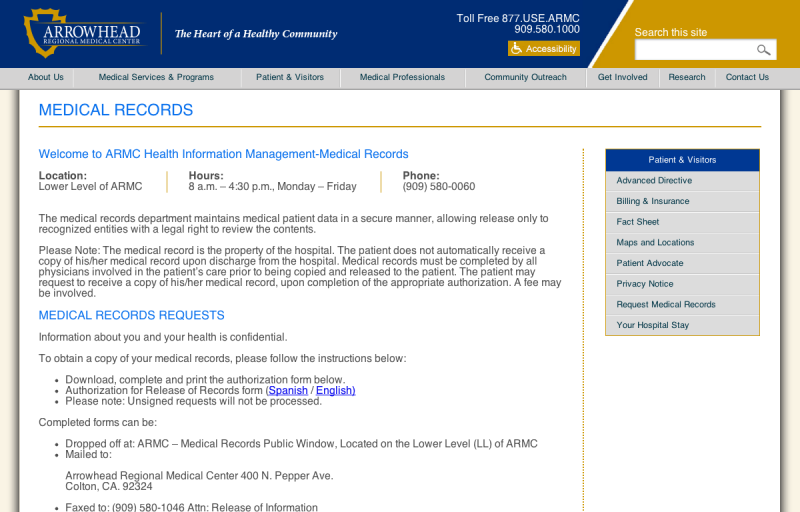 ARROWHEAD
REGIONAL MEDICAL CENTER
The Heart of a Healthy Community
Toll Free 877.USE.ARMC
909.580.1000
Accessibility
Search this site
About Us
Medical Services & Programs
Patient & Visitors
Medical Professionals
Community Outreach
Get Involved
Research
Contact Us
MEDICAL RECORDS
Welcome to ARMC Health Information Management-Medical Records
Location:
Lower Level of ARMC
Hours:
8 a.m. – 4:30 p.m., Monday – Friday
Phone:
(909) 580-0060
The medical records department maintains medical patient data in a secure manner, allowing release only to
recognized entities with a legal right to review the contents.
Please Note: The medical record is the property of the hospital. The patient does not automatically receive a
copy of his/her medical record upon discharge from the hospital. Medical records must be completed by all
physicians involved in the patient's care prior to being copied and released to the patient. The patient may
request to receive a copy of his/her medical record, upon completion of the appropriate authorization. A fee may
be involved.
MEDICAL RECORDS REQUESTS
Information about you and your health is confidential.
To obtain a copy of your medical records, please follow the instructions below:
• Download, complete and print the authorization form below.
• Authorization for Release of Records form (Spanish / English)
• Please note: Unsigned requests will not be processed.
Completed forms can be:
• Dropped off at: ARMC – Medical Records Public Window, Located on the Lower Level (LL) of ARMC
• Mailed to:
Arrowhead Regional Medical Center 400 N. Pepper Ave.
Colton, CA. 92324
• Faxed to: (909) 580-1046 Attn: Release of Information
Patient & Visitors
Advanced Directive
Billing & Insurance
Fact Sheet
Maps and Locations
Patient Advocate
Privacy Notice
Request Medical Records
Your Hospital Stay